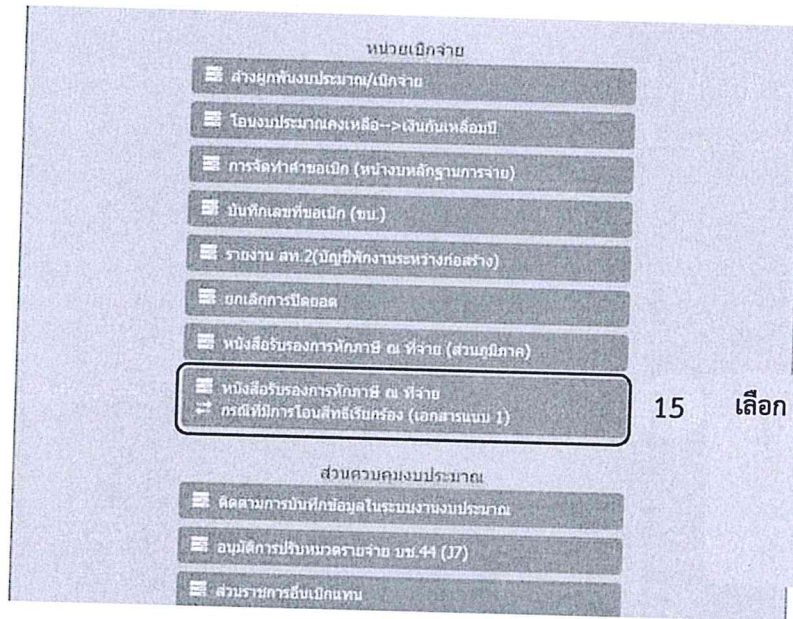 หน่วยเบิกจ่าย
ล้างผูกพันงบประมาณ/เบิกจ่าย
โอนงบประมาณคงเหลือ-->เงินกันเหลื่อมปี
การจัดทำคำขอเบิก (หน้างบหลักฐานการจ่าย)
บันทึกเลขที่ขอเบิก (ขบ.)
รายงาน สท.2(บัญชีพักงานระหว่างก่อสร้าง)
ยกเลิกการปิดยอด
หนังสือรับรองการหักภาษี ณ ที่จ่าย (ส่วนภูมิภาค)
หนังสือรับรองการหักภาษี ณ ที่จ่าย
กรณีที่มีการโอนสิทธิเรียกร้อง (เอกสารแนบ 1)
15 เลือก
ส่วนควบคุมงบประมาณ
ติดตามการบันทึกข้อมูลในระบบงานงบประมาณ
อนุมัติการปรับหมวดรายจ่าย บช.44 (J7)
ส่วนราชการอื่นเบิกแทน